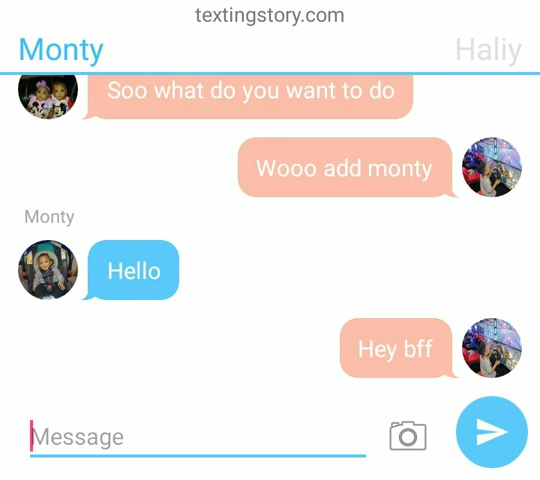 textingstory.com
Monty
Haliy
Soo what do you want to do
Wooo add monty
Monty
Hello
Hey bff
Message